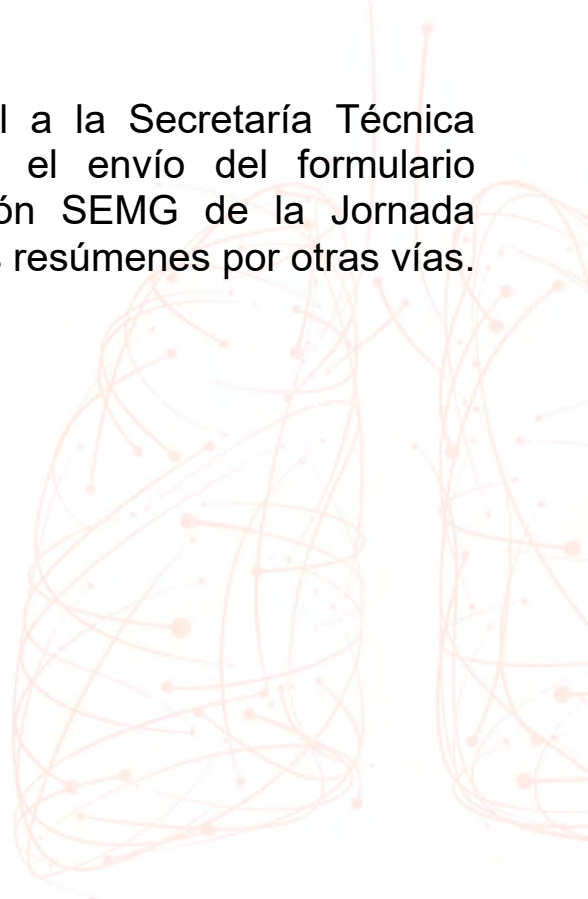 l a la Secretaría Técnica
el envío del formulario
ón SEMG de la Jornada
s resúmenes por otras vías.